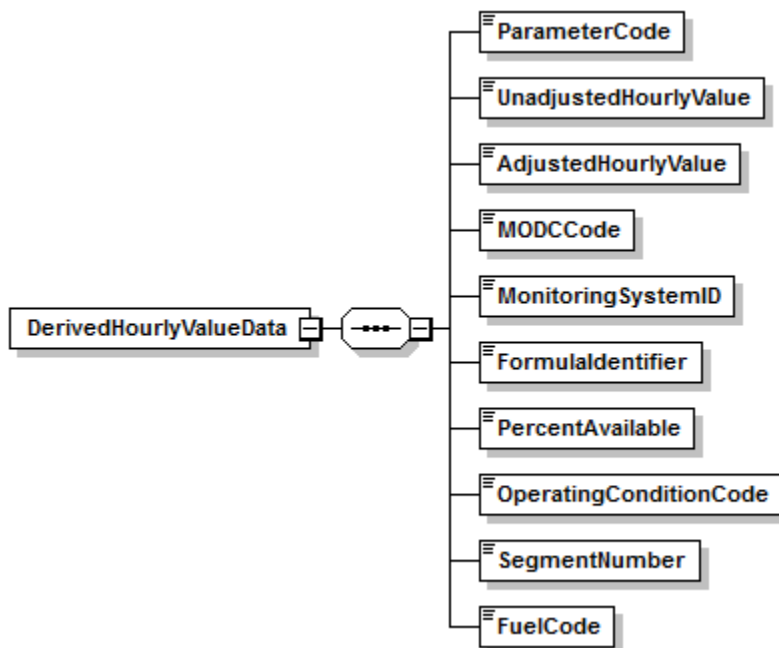 ParameterCode
UnadjustedHourlyValue
AdjustedHourlyValue
MODCCode
MonitoringSystemID
DerivedHourlyValueData
FormulaIdentifier
PercentAvailable
OperatingConditionCode
SegmentNumber
FuelCode